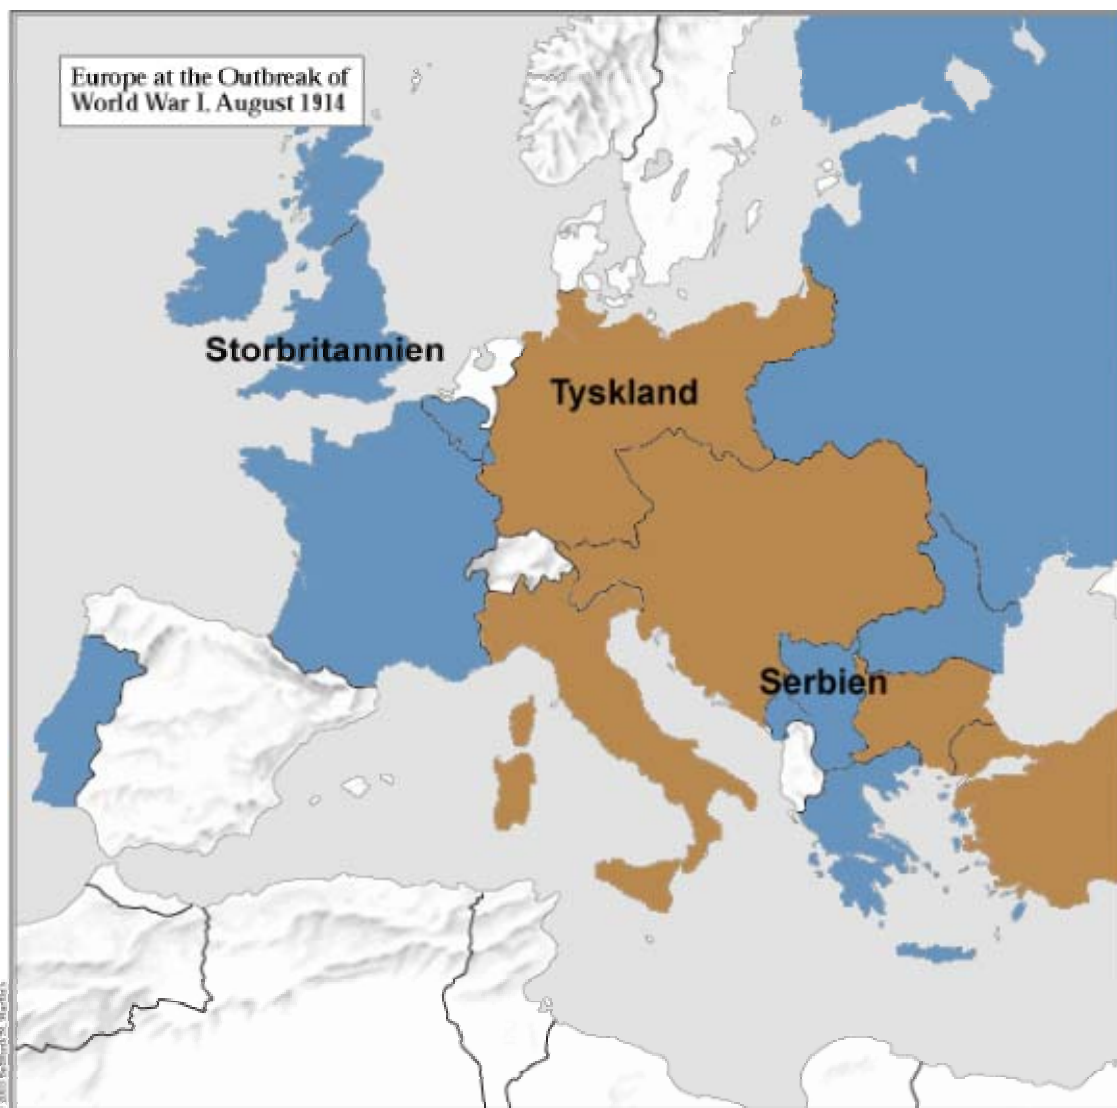 Europe at the Outbreak of
World War I, August 1914
Storbritannien
Tyskland
Serbien